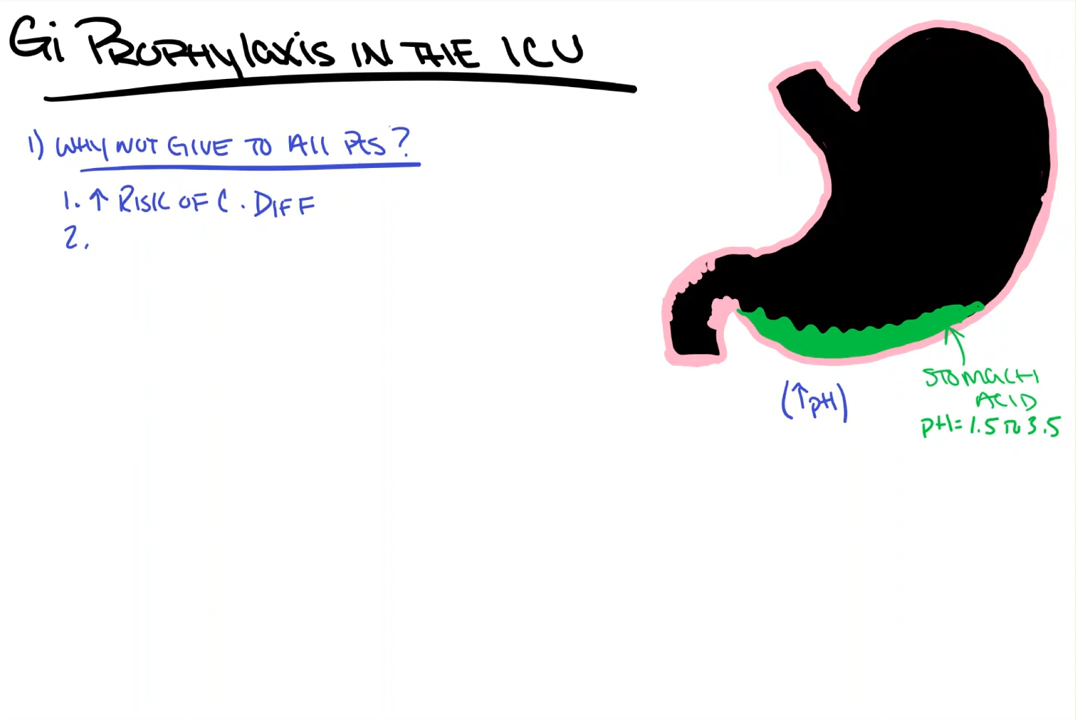 Gi PROPHYlAXiS IN THE ICU
1) WHY NOT GIVE TO All Pts?
1. ↑ RISK OF C. DIFF
2.
(↑pH)
STOMACH
ACID
pH = 1.5 TO 3.5